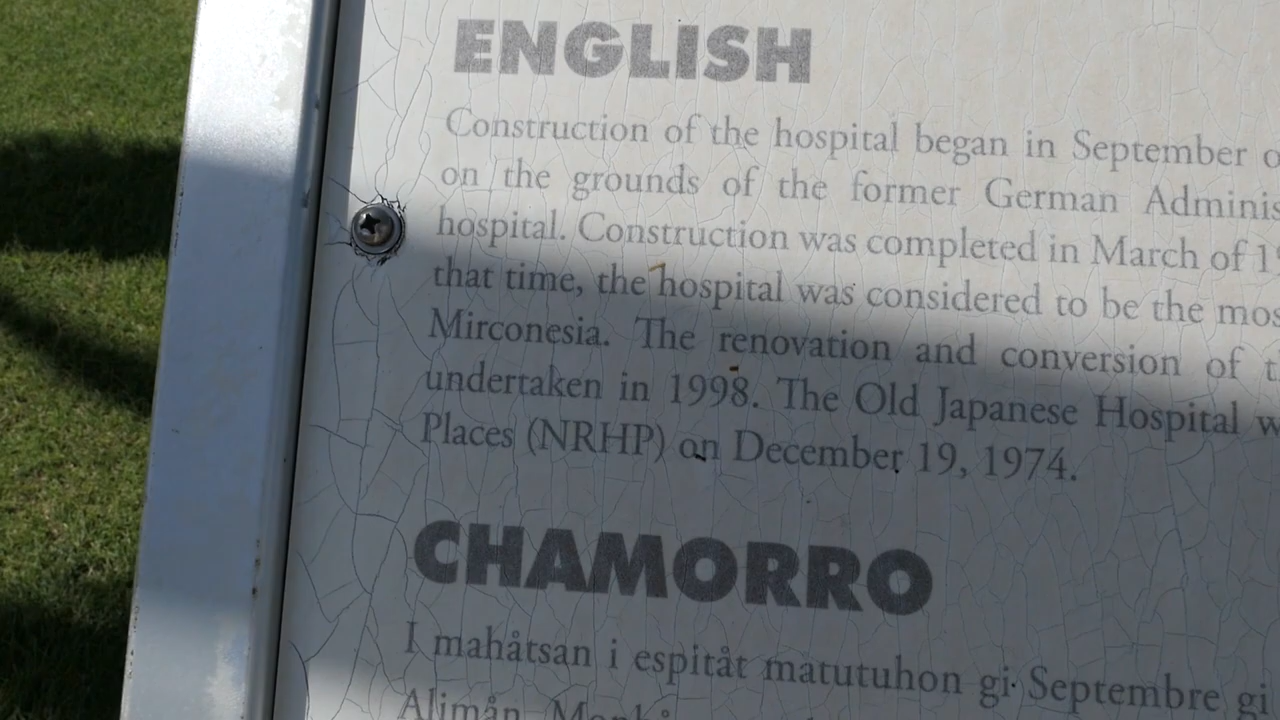 ENGLISH
Construction of the hospital began in September
on the grounds of the former German
hospital. Construction was completed in March of
that time, the hospital was considered to be the
Mirconesia. The renovation and conversion of
undertaken in 1998. The Old Japanese Hospital
Places (NRHP) on December 19, 1974.
CHAMORRO
I mahåtsan i espitåt matutuhon gi Septembre gi
Alimån